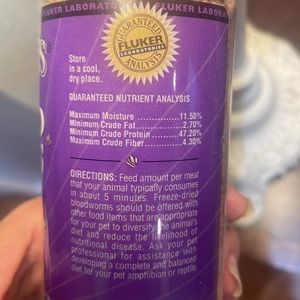 FLUKER LABORATORIES
FLUKER LABOR
GUARANTEED
FLUKER
LABORATORIES
ANALYSIS
Store
in a cool,
dry place.
GUARANTEED NUTRIENT ANALYSIS
Maximum Moisture 11.50%
Minimum Crude Fat 2.70%
Minimum Crude Protein 47.20%
Maximum Crude Fiber 4.30%
DIRECTIONS: Feed amount per meal
that your animal typically consumes
in about 5 minutes. Freeze-dried
bloodworms should be offered with
other food items that are appropriate
for your pet to diversify the animal's
diet and reduce the likelihood of
nutritional disease. Ask your pet
professional for assistance with
developing a complete and balanced
diet for your pet amphibian or reptile.